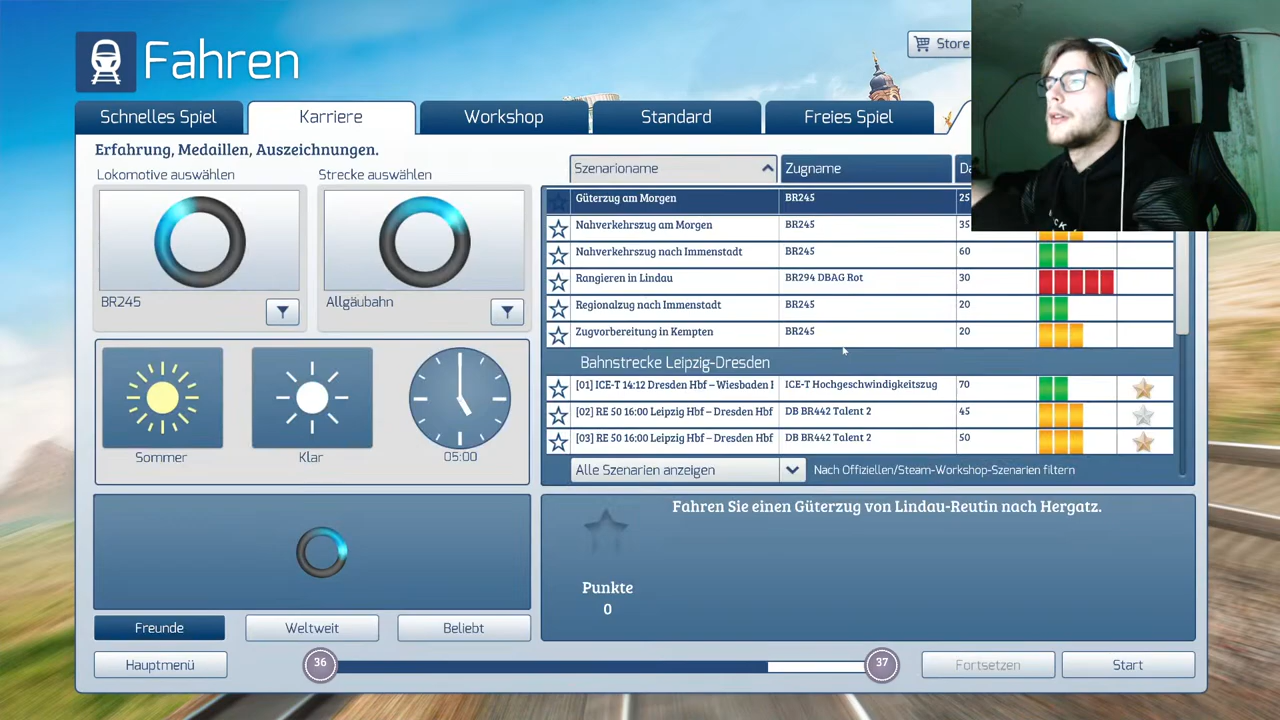 Fahren
Store
Schnelles Spiel
Karriere
Workshop
Standard
Freies Spiel
Erfahrung, Medaillen, Auszeichnungen.
Lokomotive auswählen
Strecke auswählen
BR245
Allgäubahn
Sommer
Klar
05:00
Szenarioname
Zugname
Da
Güterzug am Morgen BR245 25
Nahverkehrszug am Morgen BR245 35
Nahverkehrszug nach Immenstadt BR245 60
Rangieren in Lindau BR294 DBAG Rot 30
Regionalzug nach Immenstadt BR245 20
Zugvorbereitung in Kempten BR245 20
Bahnstrecke Leipzig-Dresden
[01] ICE-T 14:12 Dresden Hbf – Wiesbaden ICE-T Hochgeschwindigkeitszug 70
[02] RE 50 16:00 Leipzig Hbf – Dresden Hbf DB BR442 Talent 2 45
[03] RE 50 16:00 Leipzig Hbf – Dresden Hbf DB BR442 Talent 2 50
Alle Szenarien anzeigen
Nach Offiziellen/Steam-Workshop-Szenarien filtern
Fahren Sie einen Güterzug von Lindau-Reutin nach Hergatz.
Punkte
0
Freunde
Weltweit
Beliebt
Hauptmenü
36
37
Fortsetzen
Start